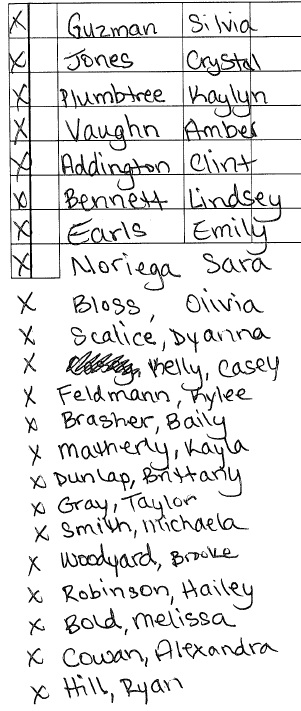 X Guzman Silvia
X Jones Crystal
X Plumbtree Kaylyn
X Vaughn Amber
X Addington Clint
X Bennett Lindsey
X Earls Emily
X Noriega Sara
X Bloss, Olivia
X Scalice, Dyanna
X Kelly, Casey
X Feldmann, Kylee
X Brasher, Baily
X Matherly, Kayla
X Dunlap, Brittany
X Gray, Taylor
X Smith, Michaela
X Woodyard, Brooke
X Robinson, Hailey
X Bold, Melissa
X Cowan, Alexandra
X Hill, Ryan